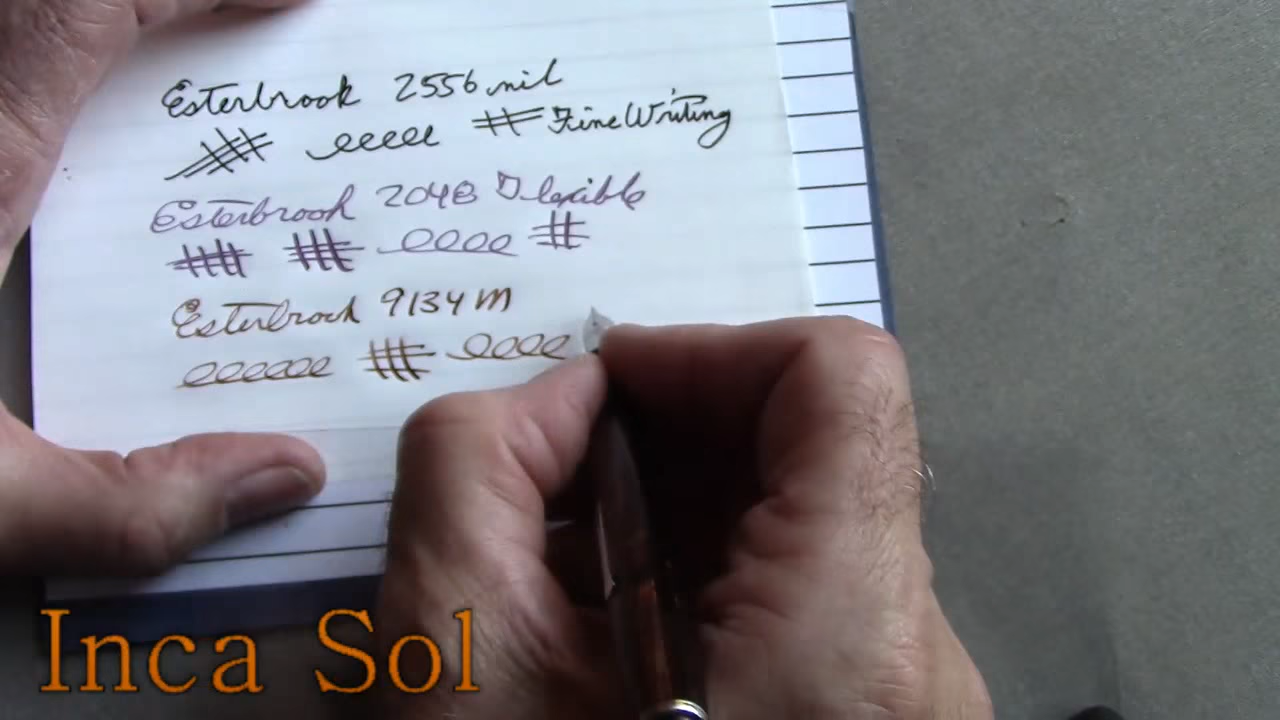 Esterbrook 2556 nib
Fine Writing
Esterbrook 2048 Flexible
Esterbrook 9134 M
Inca Sol